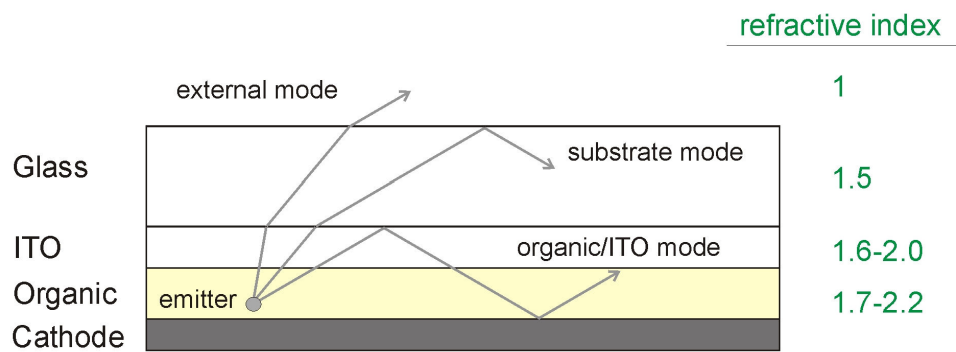 refractive index
external mode
1
Glass
substrate mode
1.5
ITO
organic/ITO mode
1.6-2.0
Organic
emitter
1.7-2.2
Cathode